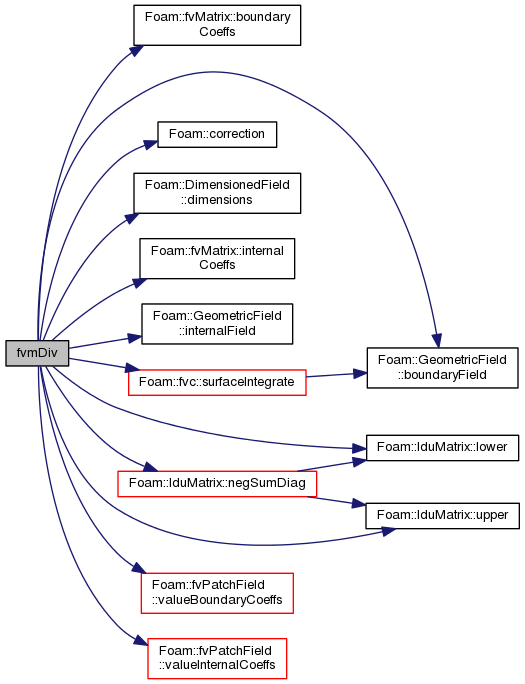 Foam::fvMatrix::boundary
Coeffs
Foam::correction
Foam::DimensionedField
::dimensions
Foam::fvMatrix::internal
Coeffs
Foam::GeometricField
::internalField
fvmDiv
Foam::GeometricField
::boundaryField
Foam::fvc::surfaceIntegrate
Foam::lduMatrix::lower
Foam::lduMatrix::negSumDiag
Foam::lduMatrix::upper
Foam::fvPatchField
::valueBoundaryCoeffs
Foam::fvPatchField
::valueInternalCoeffs